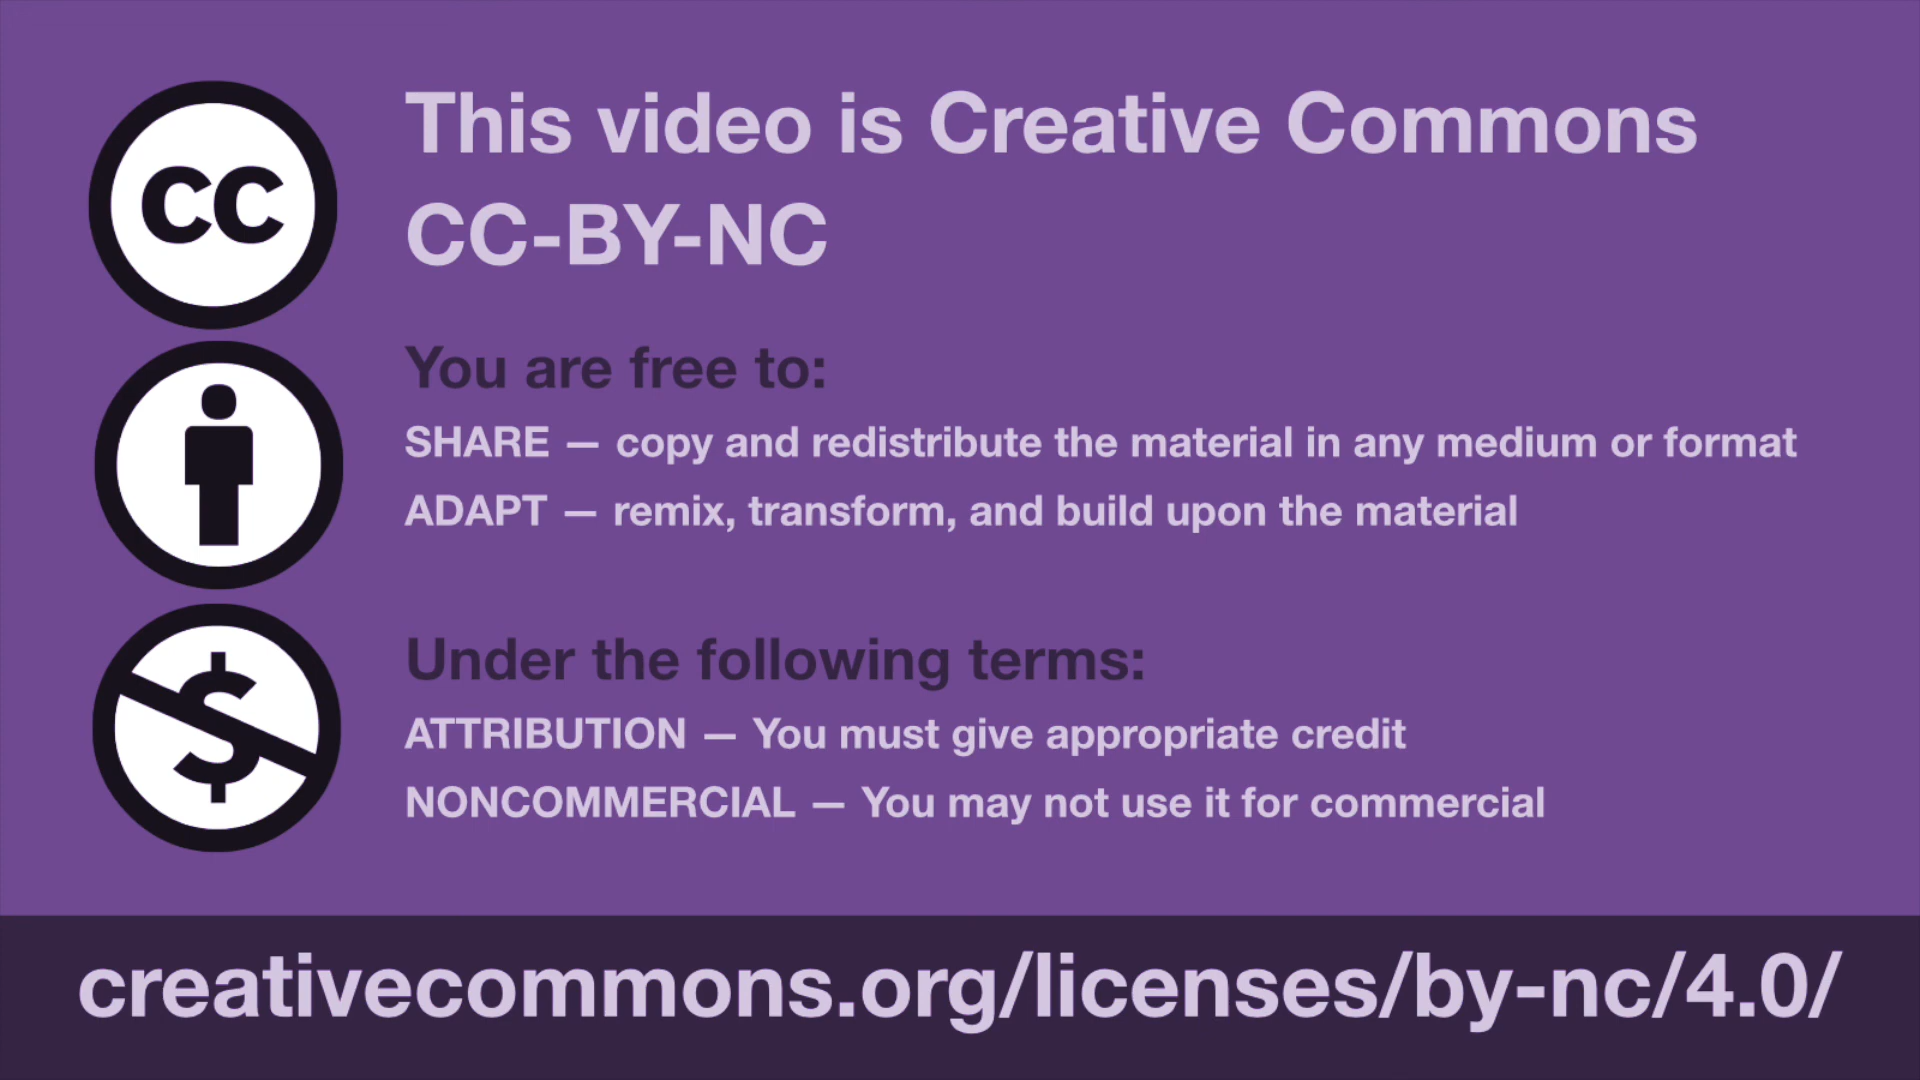 cc
This video is Creative Commons
CC-BY-NC
You are free to:
SHARE — copy and redistribute the material in any medium or format
ADAPT — remix, transform, and build upon the material
$
Under the following terms:
ATTRIBUTION — You must give appropriate credit
NONCOMMERCIAL — You may not use it for commercial
creativecommons.org/licenses/by-nc/4.0/